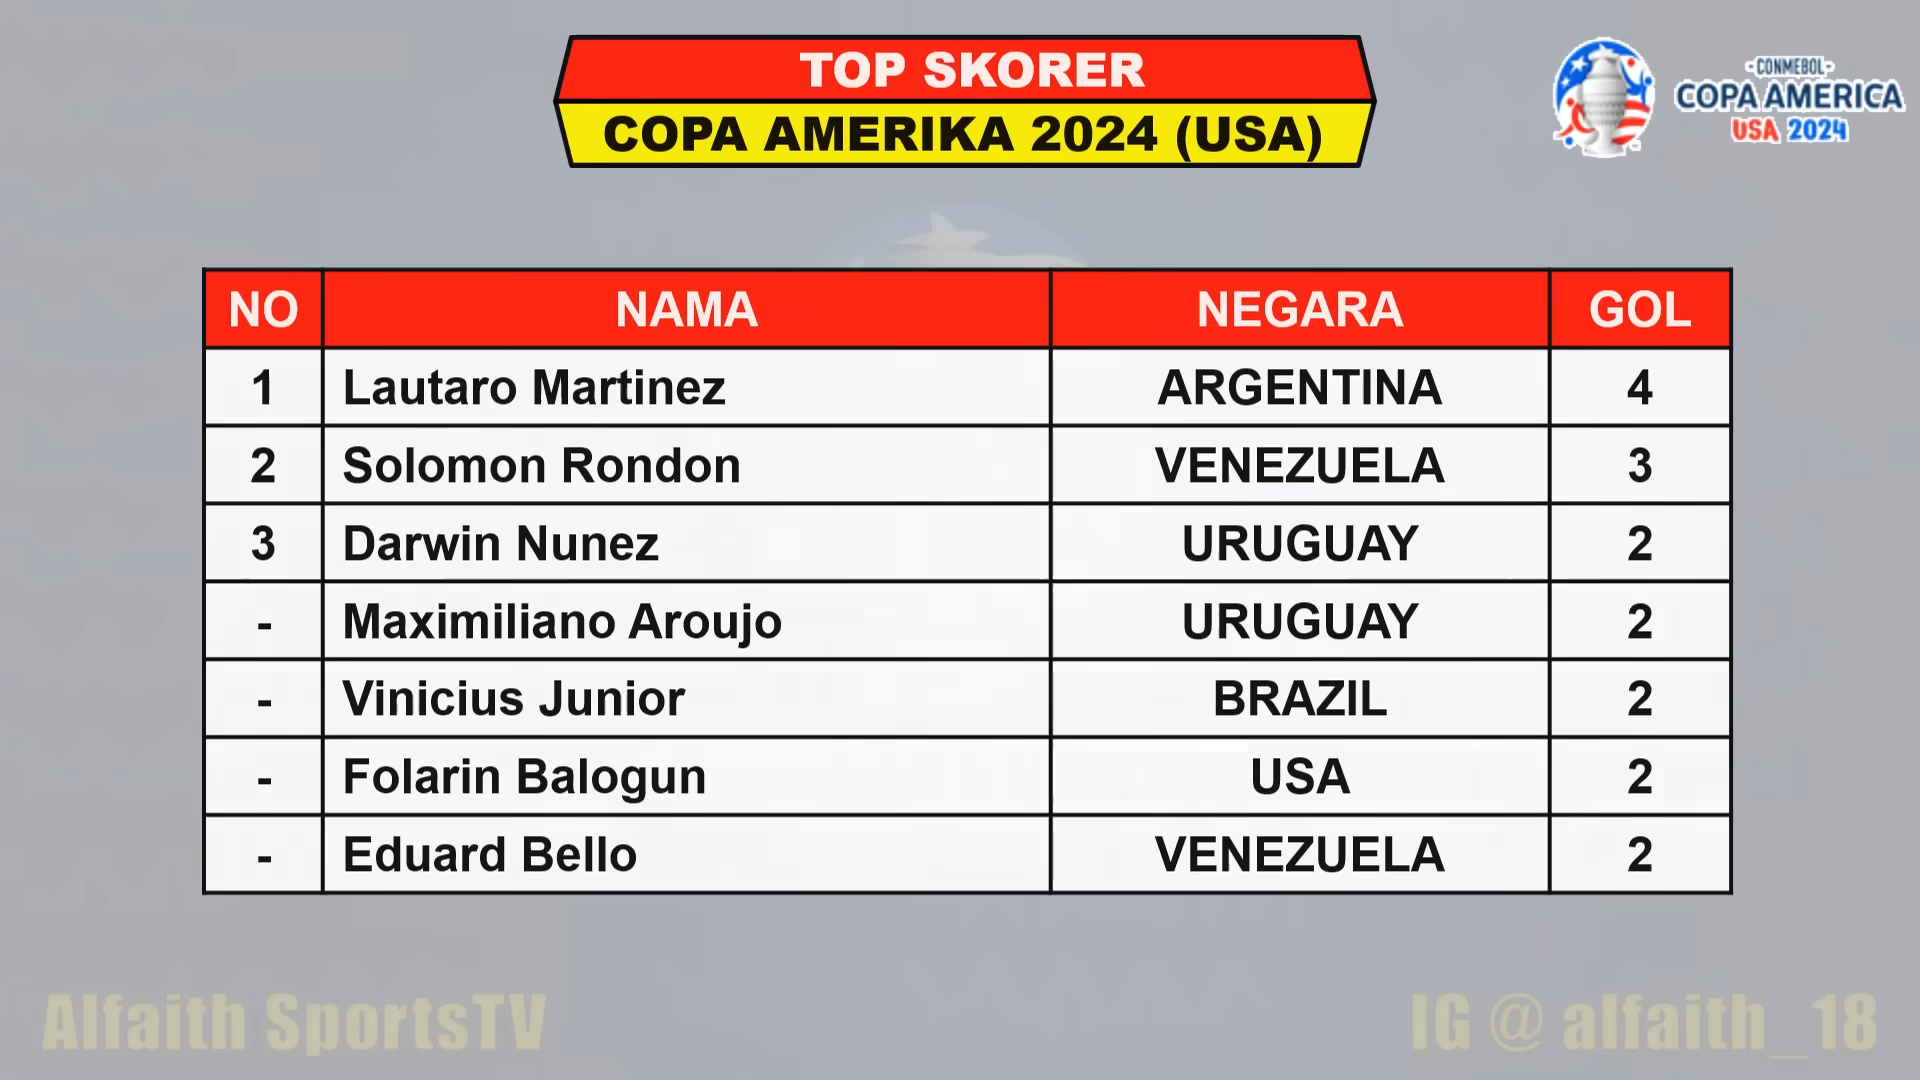 TOP SKORER
COPA AMERIKA 2024 (USA)
-CONMEBOL-
COPA AMERICA
USA 2024
NO NAMA NEGARA GOL
1 Lautaro Martinez ARGENTINA 4
2 Solomon Rondon VENEZUELA 3
3 Darwin Nunez URUGUAY 2
- Maximiliano Aroujo URUGUAY 2
- Vinicius Junior BRAZIL 2
- Folarin Balogun USA 2
- Eduard Bello VENEZUELA 2
Alfaith SportsTV
IG @ alfaith_18